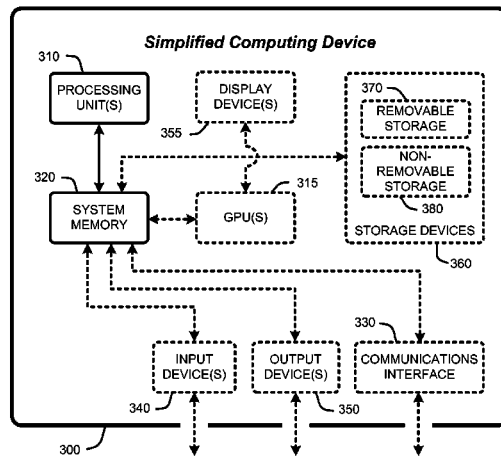 Simplified Computing Device
310
PROCESSING
UNIT(S)
DISPLAY
DEVICE(S)
355
370
REMOVABLE
STORAGE
NON-
REMOVABLE
STORAGE
380
STORAGE DEVICES
360
320
SYSTEM
MEMORY
315
GPU(S)
330
INPUT
DEVICE(S)
340
OUTPUT
DEVICE(S)
350
COMMUNICATIONS
INTERFACE
300